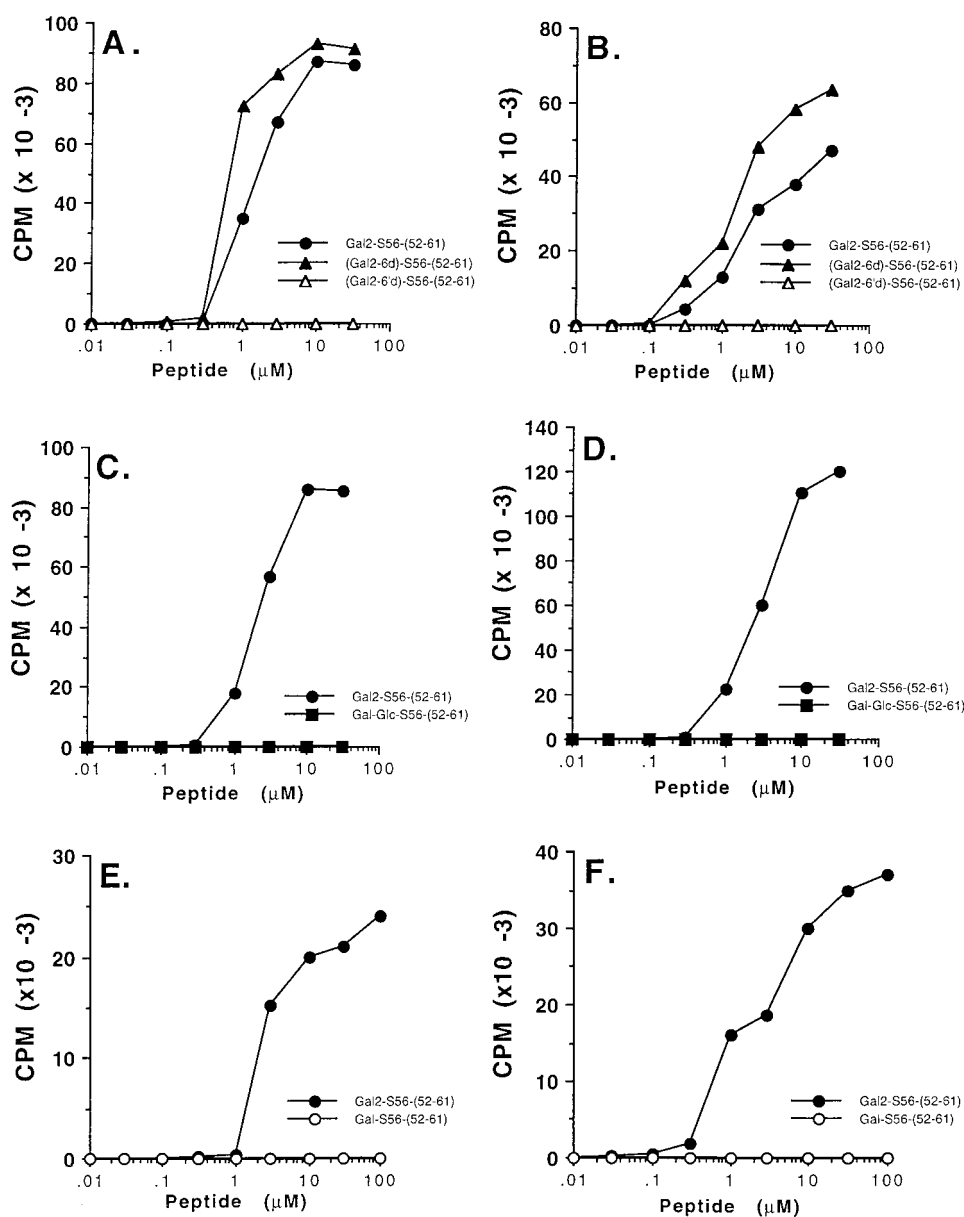 A.
CPM (x 10 -3)
100
80
60
40
20
0
.01 .1 1 10 100
Peptide (µM)
Gal2-S56-(52-61)
(Gal2-6d)-S56-(52-61)
(Gal2-6'd)-S56-(52-61)
B.
CPM (x 10 -3)
80
60
40
20
0
.01 .1 1 10 100
Peptide (µM)
Gal2-S56-(52-61)
(Gal2-6d)-S56-(52-61)
(Gal2-6'd)-S56-(52-61)
C.
CPM (x 10 -3)
100
80
60
40
20
0
.01 .1 1 10 100
Peptide (µM)
Gal2-S56-(52-61)
Gal-Glc-S56-(52-61)
D.
CPM (x 10 -3)
140
120
100
80
60
40
20
0
.01 .1 1 10 100
Peptide (µM)
Gal2-S56-(52-61)
Gal-Glc-S56-(52-61)
E.
CPM (x10 -3)
30
20
10
0
.01 .1 1 10 100
Peptide (µM)
Gal2-S56-(52-61)
Gal-S56-(52-61)
F.
CPM (x10 -3)
40
30
20
10
0
.01 .1 1 10 100
Peptide (µM)
Gal2-S56-(52-61)
Gal-S56-(52-61)